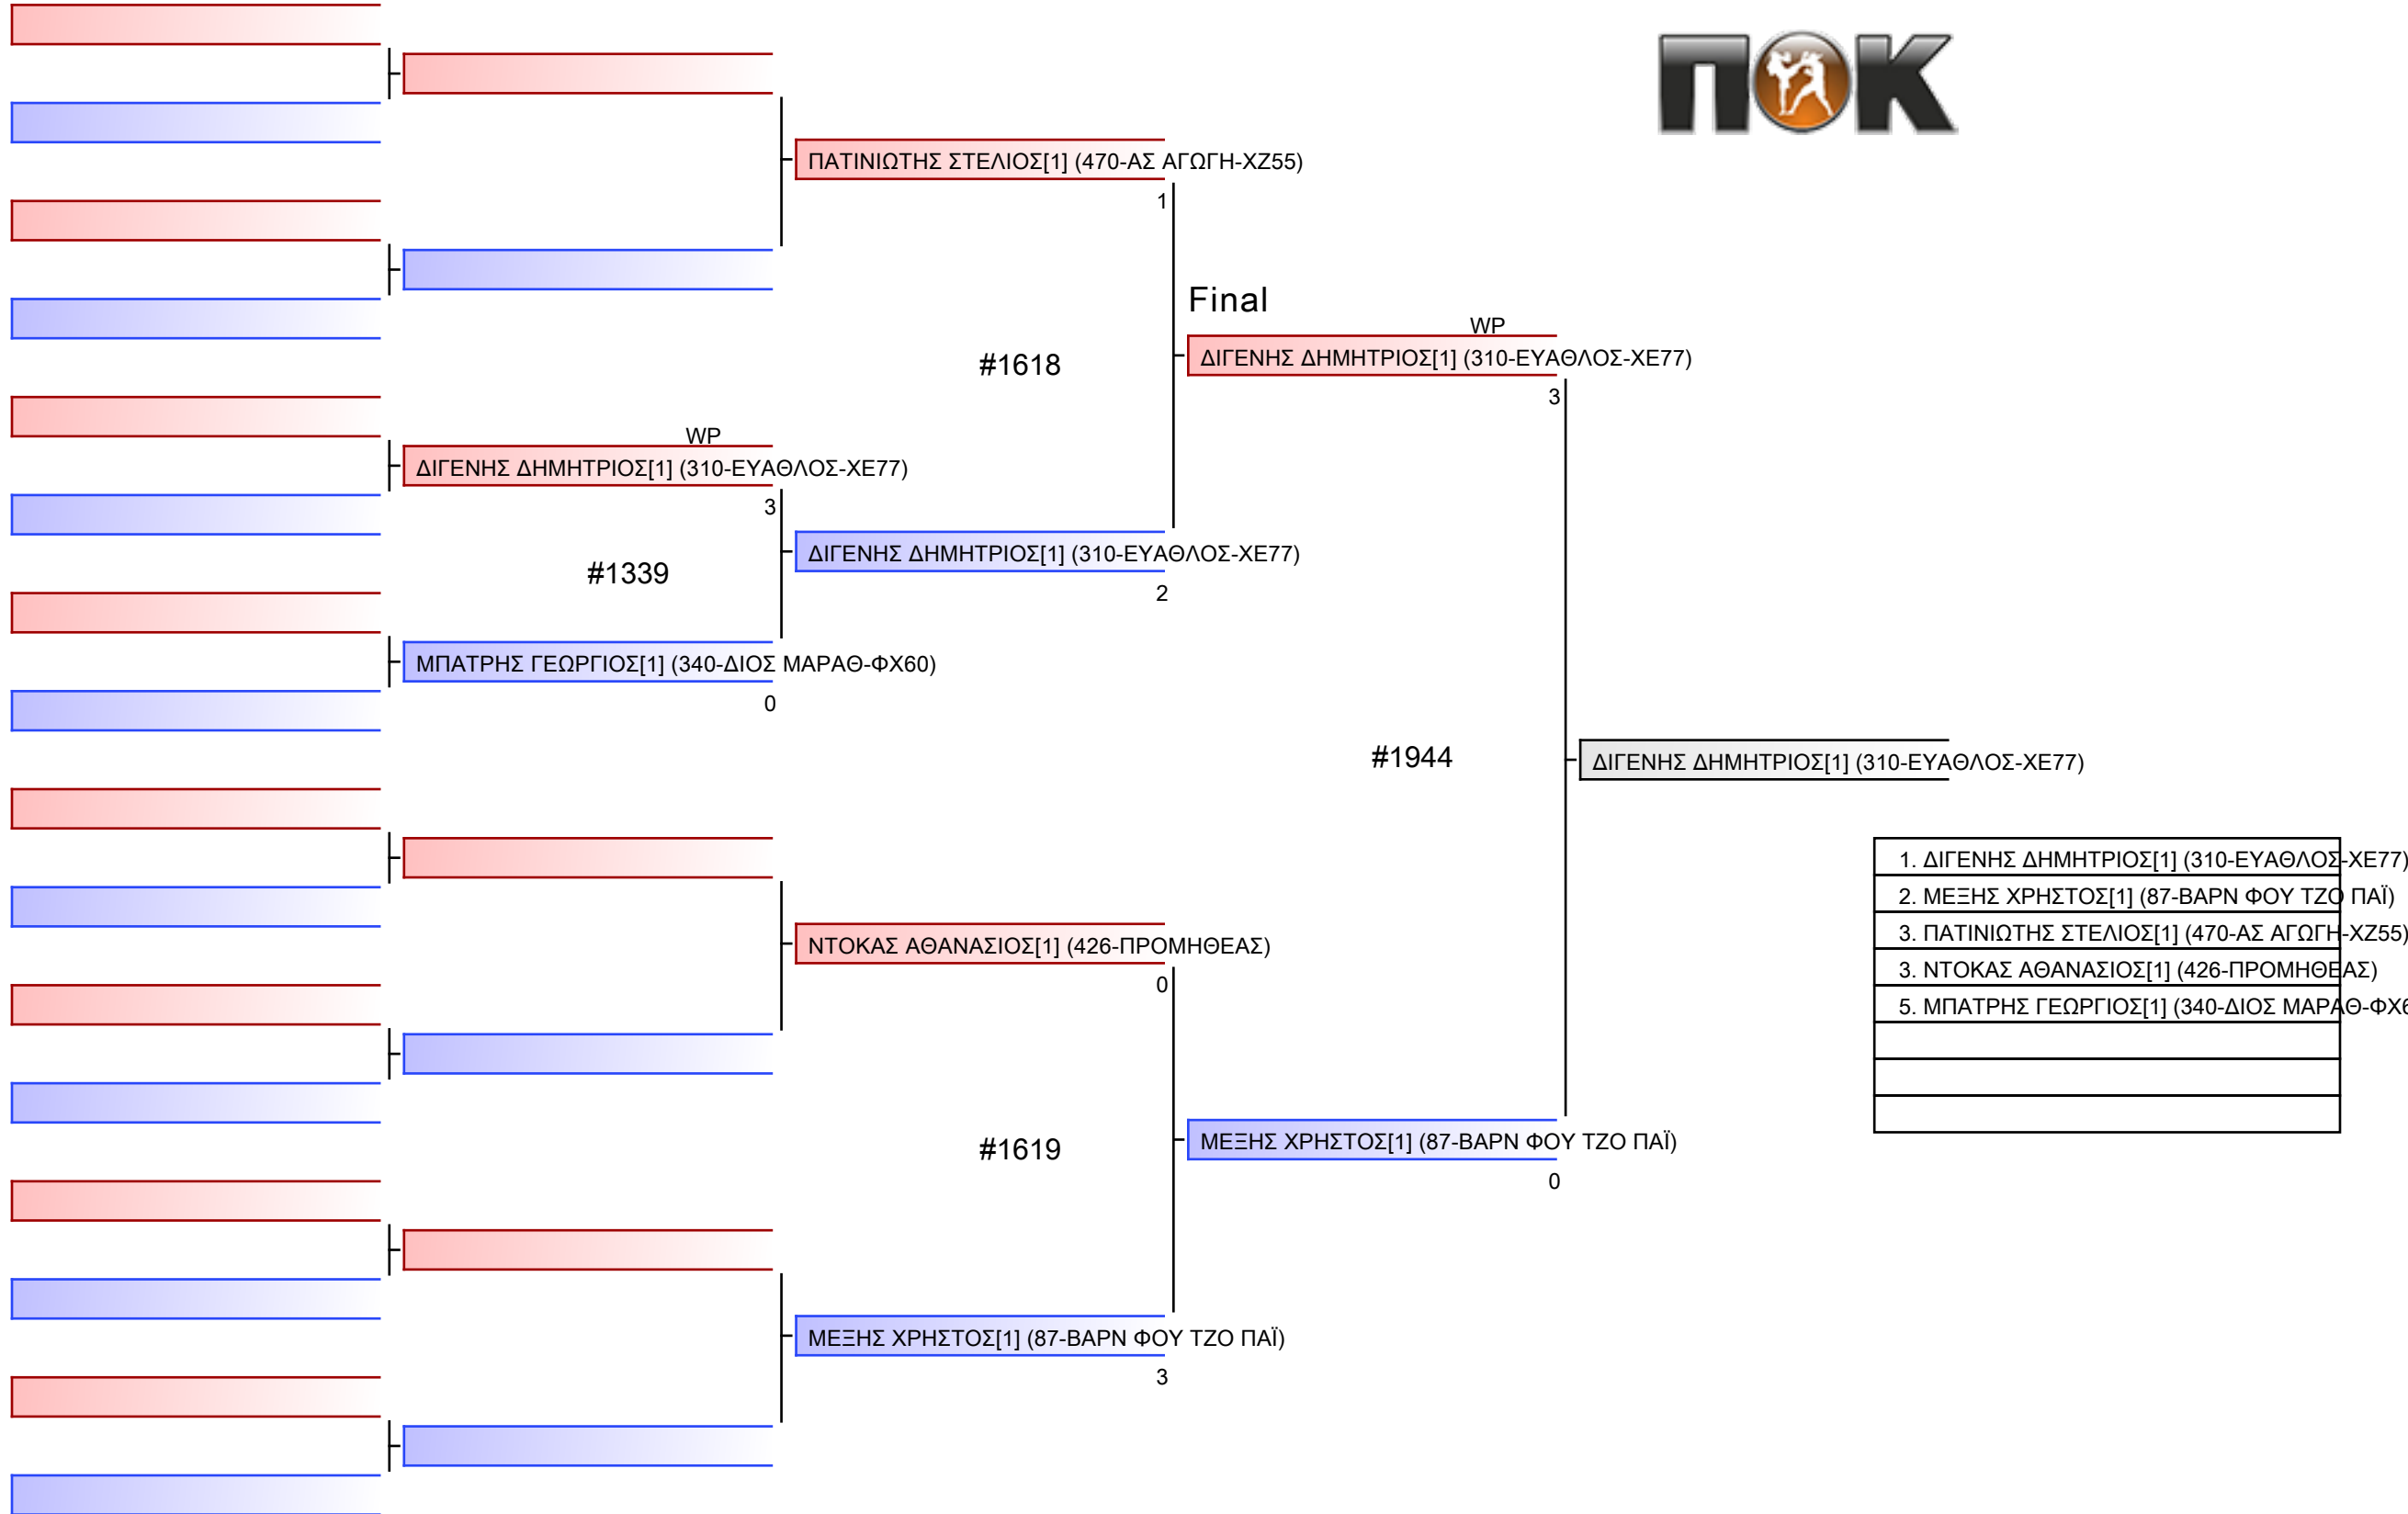 ΠΟΚ
ΠΑΤΙΝΙΩΤΗΣ ΣΤΕΛΙΟΣ[1] (470-ΑΣ ΑΓΩΓΗ-ΧΖ55)
1
Final
WP
#1618
ΔΙΓΕΝΗΣ ΔΗΜΗΤΡΙΟΣ[1] (310-ΕΥΑΘΛΟΣ-ΧΕ77)
3
WP
ΔΙΓΕΝΗΣ ΔΗΜΗΤΡΙΟΣ[1] (310-ΕΥΑΘΛΟΣ-ΧΕ77)
3
ΔΙΓΕΝΗΣ ΔΗΜΗΤΡΙΟΣ[1] (310-ΕΥΑΘΛΟΣ-ΧΕ77)
#1339
2
ΜΠΑΤΡΗΣ ΓΕΩΡΓΙΟΣ[1] (340-ΔΙΟΣ ΜΑΡΑΘ-ΦΧ60)
0
#1944
ΔΙΓΕΝΗΣ ΔΗΜΗΤΡΙΟΣ[1] (310-ΕΥΑΘΛΟΣ-ΧΕ77)
1. ΔΙΓΕΝΗΣ ΔΗΜΗΤΡΙΟΣ[1] (310-ΕΥΑΘΛΟΣ-ΧΕ77)
2. ΜΕΞΗΣ ΧΡΗΣΤΟΣ[1] (87-ΒΑΡΝ ΦΟΥ ΤΖΟ ΠΑΪ)
3. ΠΑΤΙΝΙΩΤΗΣ ΣΤΕΛΙΟΣ[1] (470-ΑΣ ΑΓΩΓΗ-ΧΖ55)
3. ΝΤΟΚΑΣ ΑΘΑΝΑΣΙΟΣ[1] (426-ΠΡΟΜΗΘΕΑΣ)
5. ΜΠΑΤΡΗΣ ΓΕΩΡΓΙΟΣ[1] (340-ΔΙΟΣ ΜΑΡΑΘ-ΦΧ6
ΝΤΟΚΑΣ ΑΘΑΝΑΣΙΟΣ[1] (426-ΠΡΟΜΗΘΕΑΣ)
0
#1619
ΜΕΞΗΣ ΧΡΗΣΤΟΣ[1] (87-ΒΑΡΝ ΦΟΥ ΤΖΟ ΠΑΪ)
0
ΜΕΞΗΣ ΧΡΗΣΤΟΣ[1] (87-ΒΑΡΝ ΦΟΥ ΤΖΟ ΠΑΪ)
3